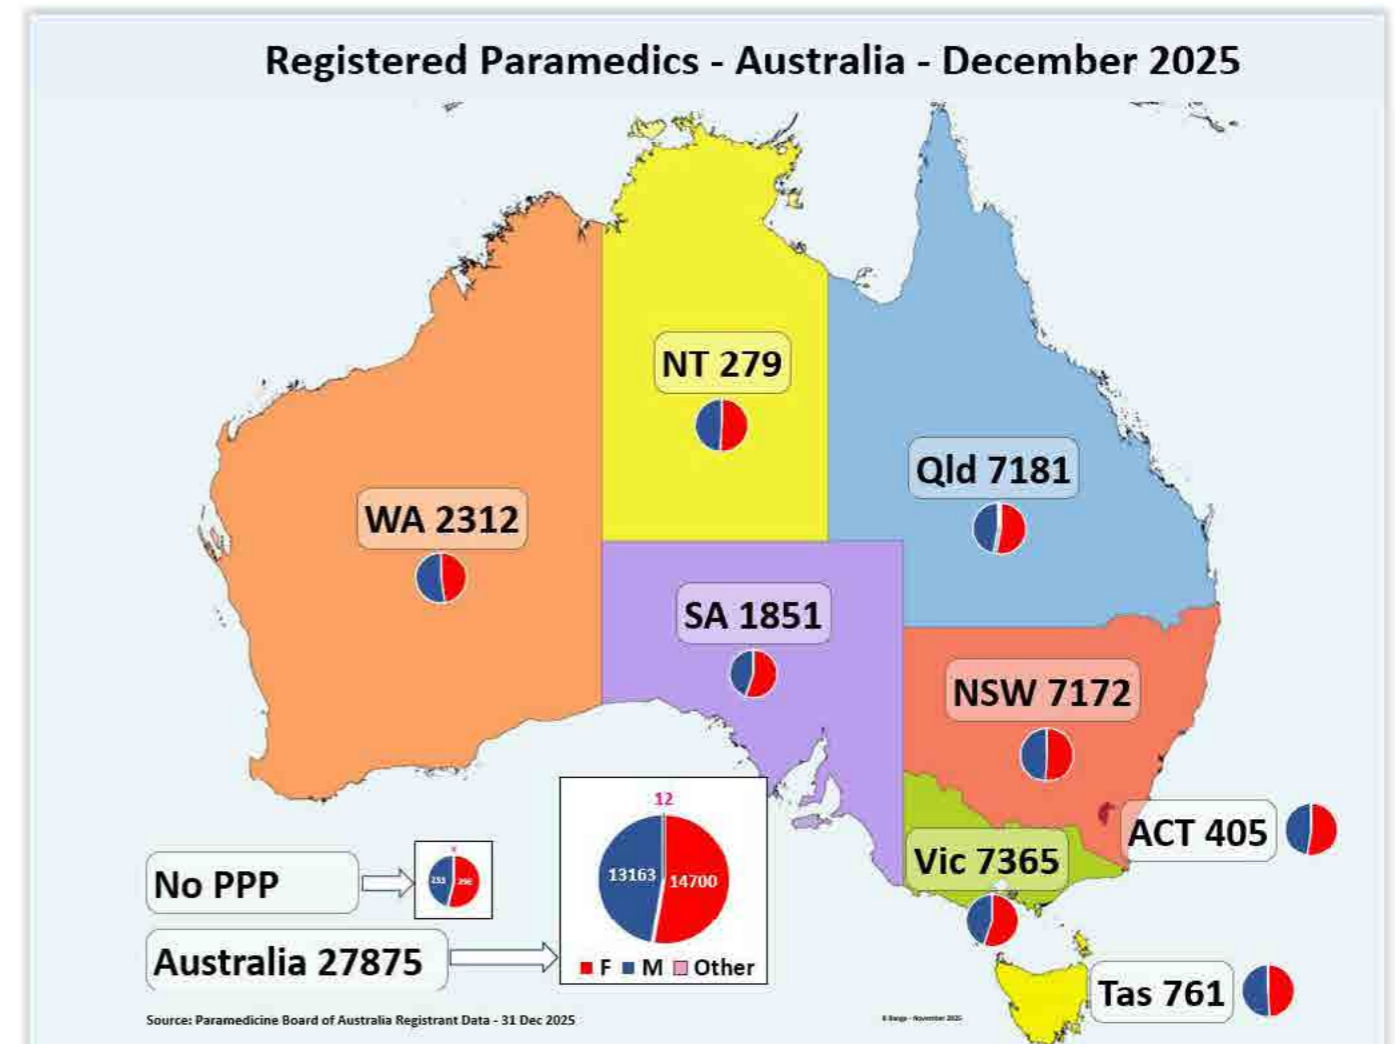 Registered Paramedics - Australia - December 2025
NT 279
Qld 7181
WA 2312
SA 1851
NSW 7172
ACT 405
Vic 7365
12
13163
14700
F M Other
No PPP
Australia 27875
Tas 761
Source: Paramedicine Board of Australia Registrant Data - 31 Dec 2025
November 2025